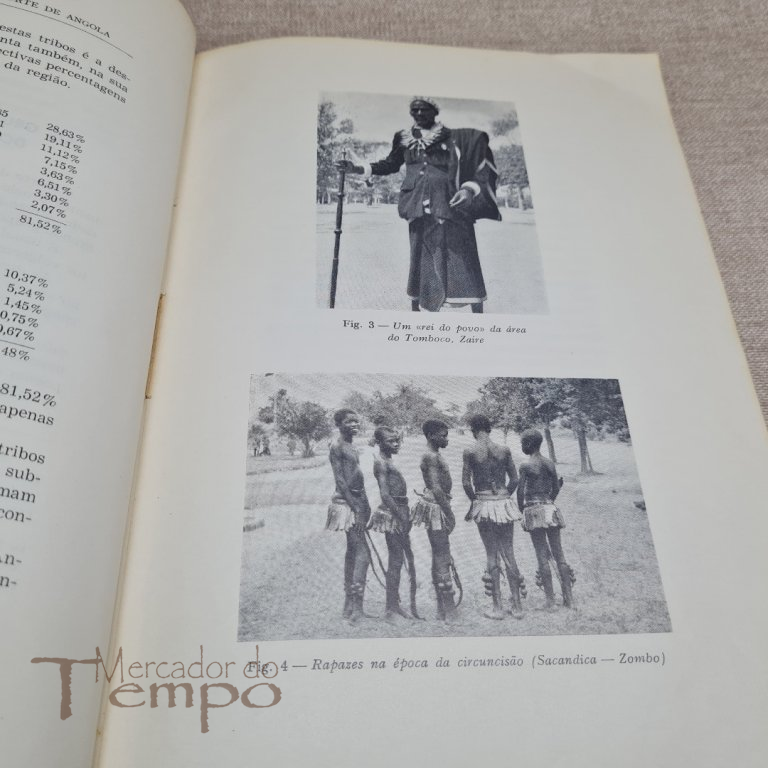 RTE DE ANGOLA
estas tribos é a des-
nta também, na sua
ectivas percentagens
da região.
28,63%
19,11%
11,12%
7,15%
3,63%
6,51%
3,30%
2,07%
81,52%
10,37%
5,24%
1,45%
0,75%
0,67%
48%
81,52%
apenas
tribos
sub-
mam
con-
An-
n-
Fig. 3 — Um «rei do povo» da área
do Tomboco, Zaire
Fig. 4 — Rapazes na época da circuncisão (Sacandica — Zombo)
Mercador do
Tempo